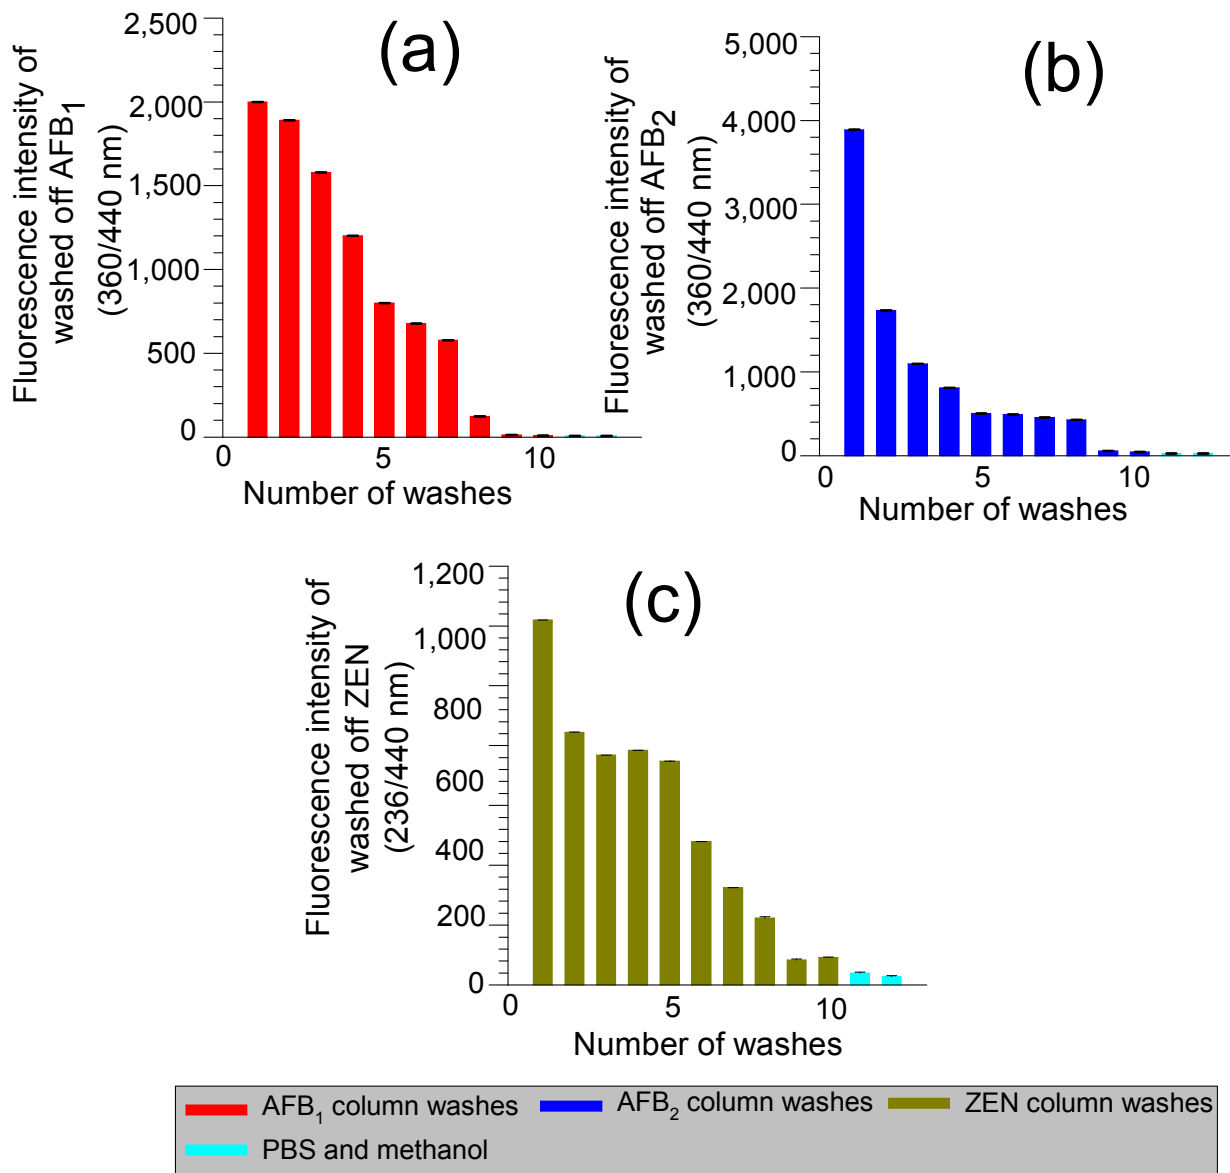 (a)
Fluorescence intensity of
washed off AFB1
(360/440 nm)
2,500
2,000
1,500
1,000
500
0
0 5 10
Number of washes
(b)
Fluorescence intensity of
washed off AFB2
(360/440 nm)
5,000
4,000
3,000
2,000
1,000
0
0 5 10
Number of washes
(c)
Fluorescence intensity of
washed off ZEN
(236/440 nm)
1,200
1,000
800
600
400
200
0
0 5 10
Number of washes
AFB1 column washes AFB2 column washes ZEN column washes
PBS and methanol